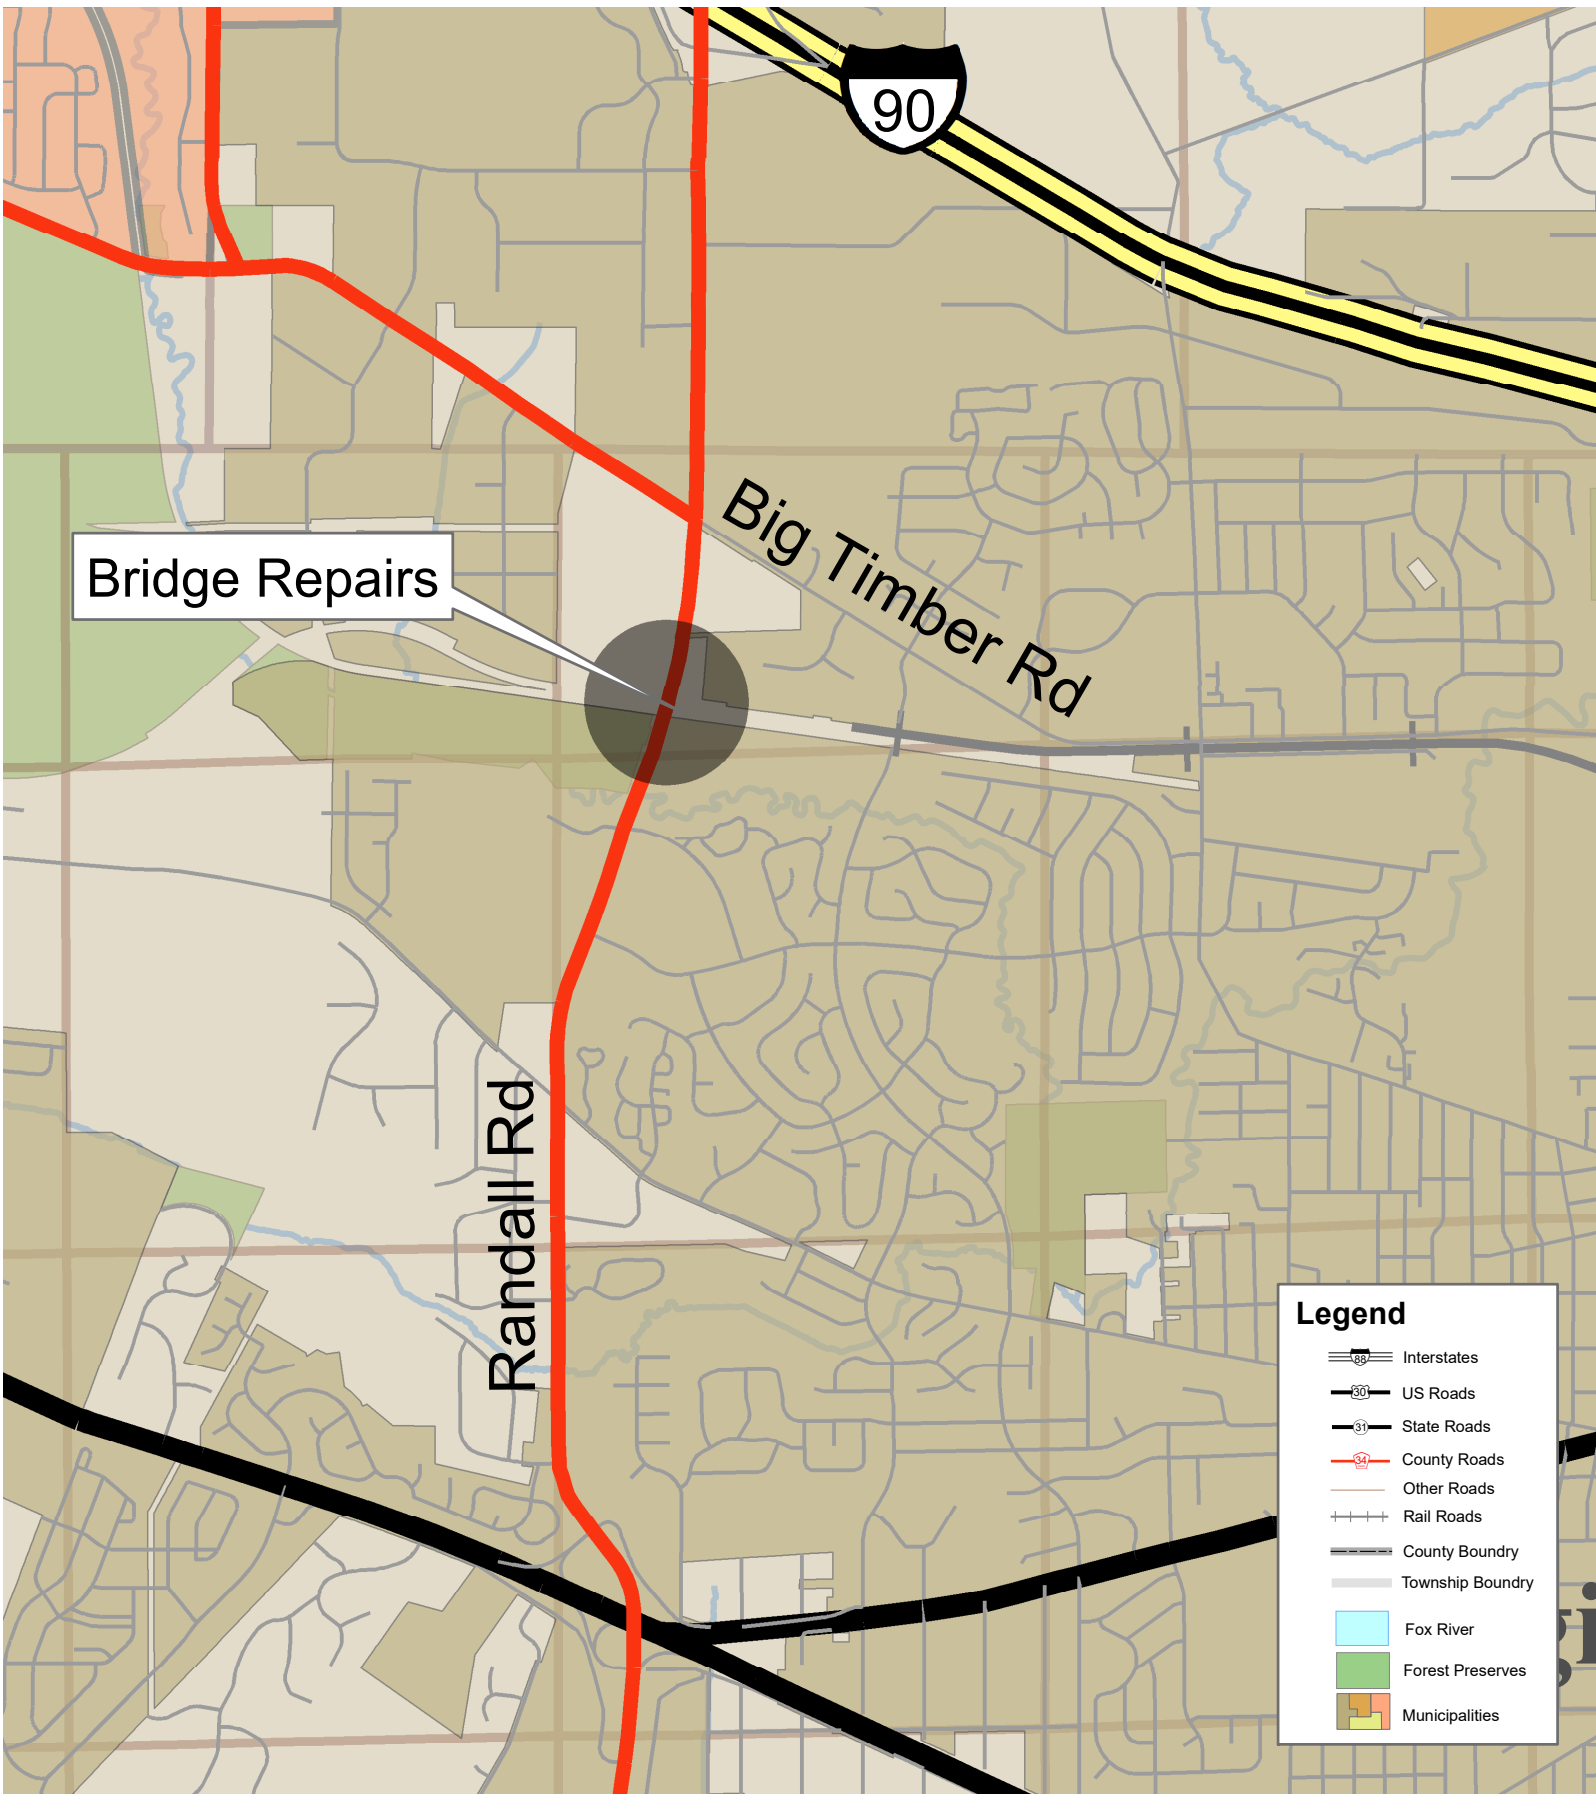 90
Big Timber Rd
Bridge Repairs
Randall Rd
Legend
88 Interstates
30 US Roads
31 State Roads
34 County Roads
Other Roads
Rail Roads
County Boundry
Township Boundry
Fox River
Forest Preserves
Municipalities
gi